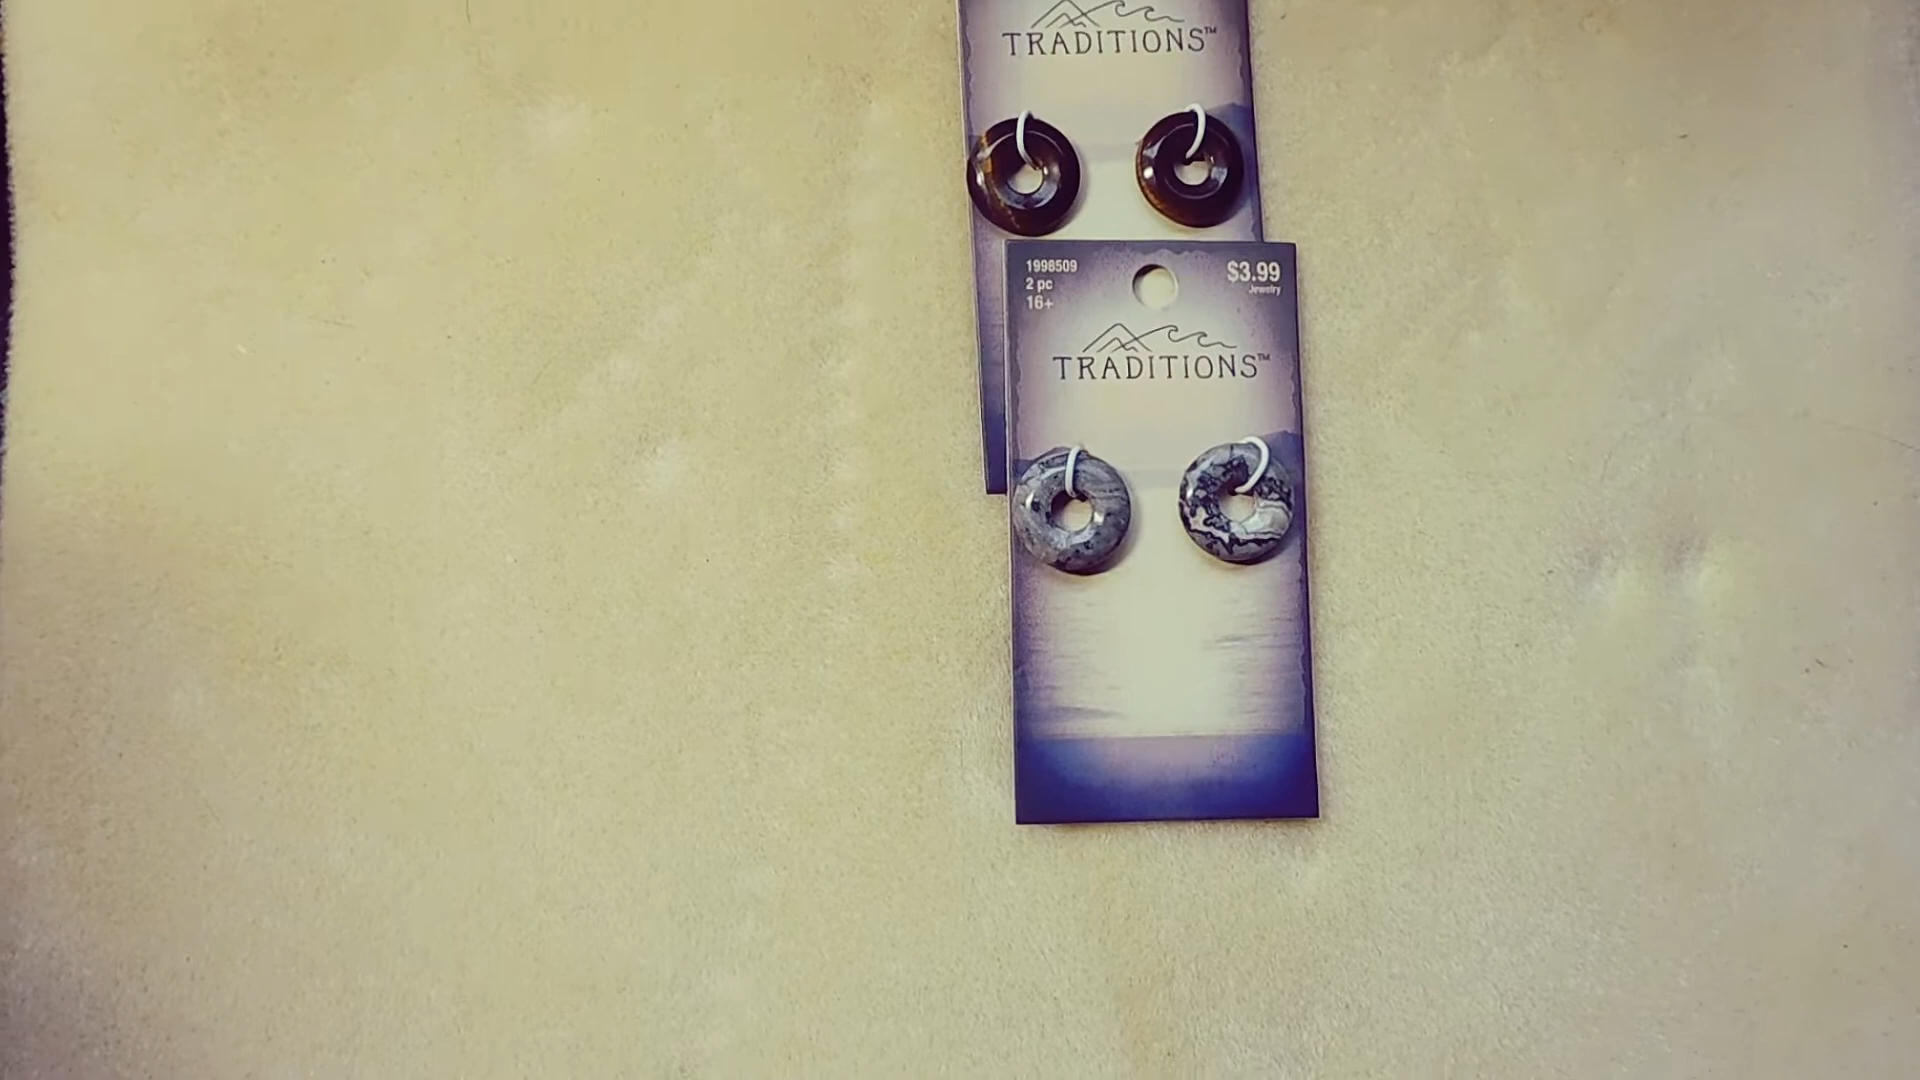 TRADITIONS™
1998509
2 pc
16+
$3.99
Jewelry
TRADITIONS™